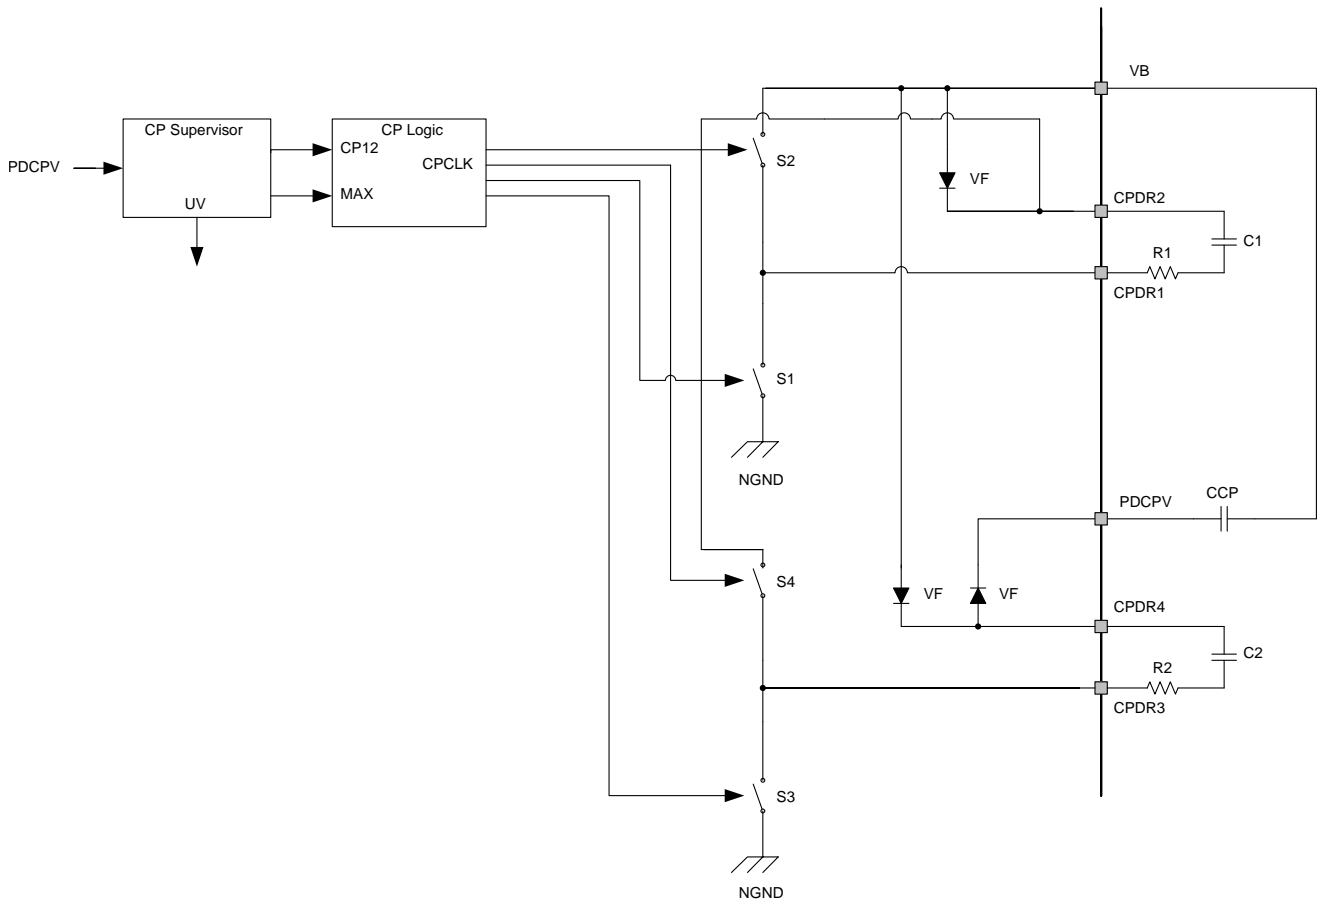 VB
CP Supervisor
CP Logic
PDCPV
CP12
CPCLK
MAX
UV
S2
VF
CPDR2
C1
R1
CPDR1
S1
NGND
CCP
PDCPV
S4
VF
VF
CPDR4
C2
R2
CPDR3
S3
NGND